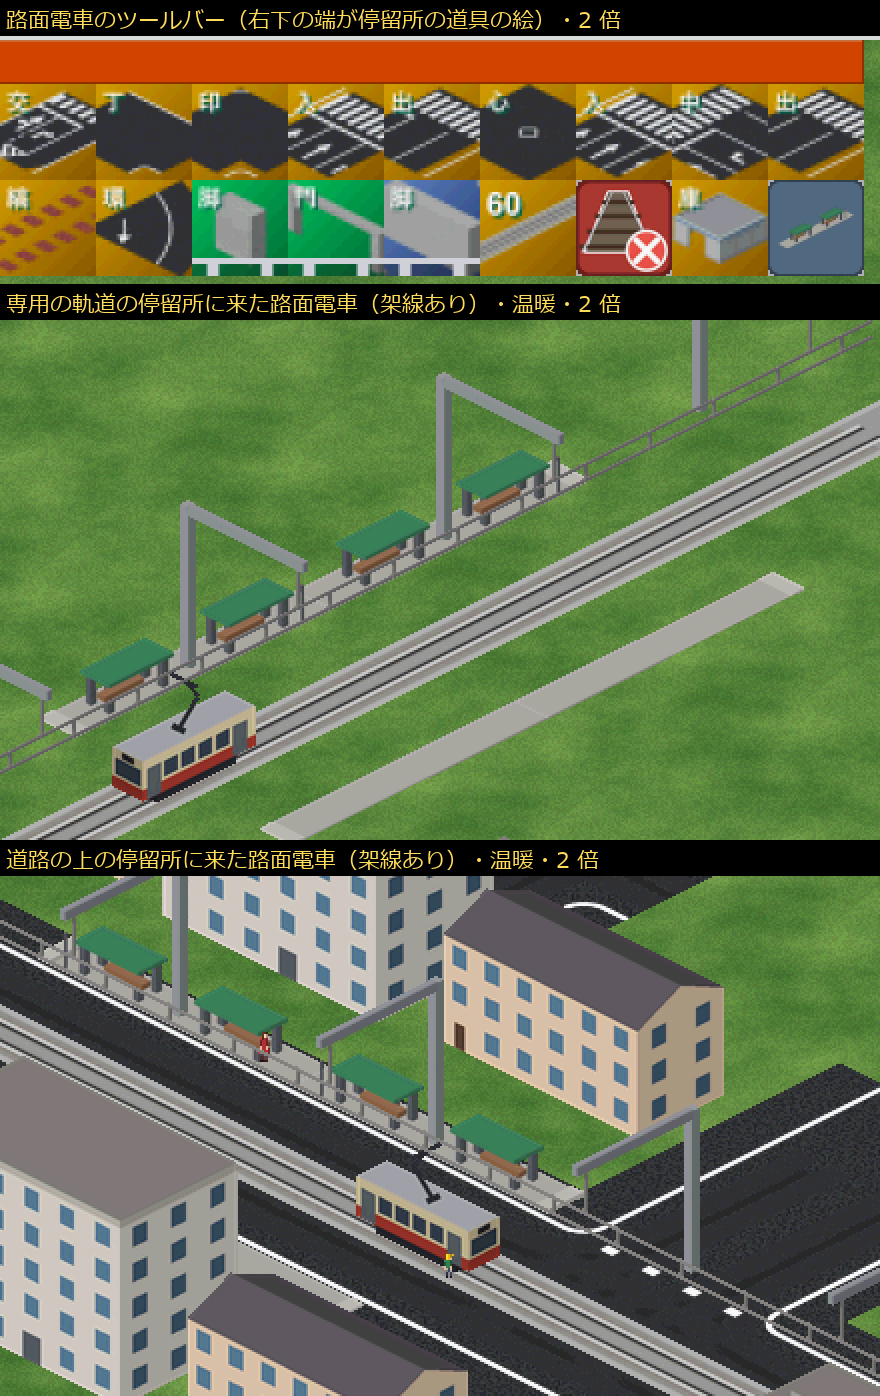 路面電車のツールバー（右下の端が停留所の道具の絵）・2 倍
交 丁 印 入 出 心 入 中 出
縞 環 脚 門 脚 60 庫
専用の軌道の停留所に来た路面電車（架線あり）・温暖・2 倍
道路の上の停留所に来た路面電車（架線あり）・温暖・2 倍